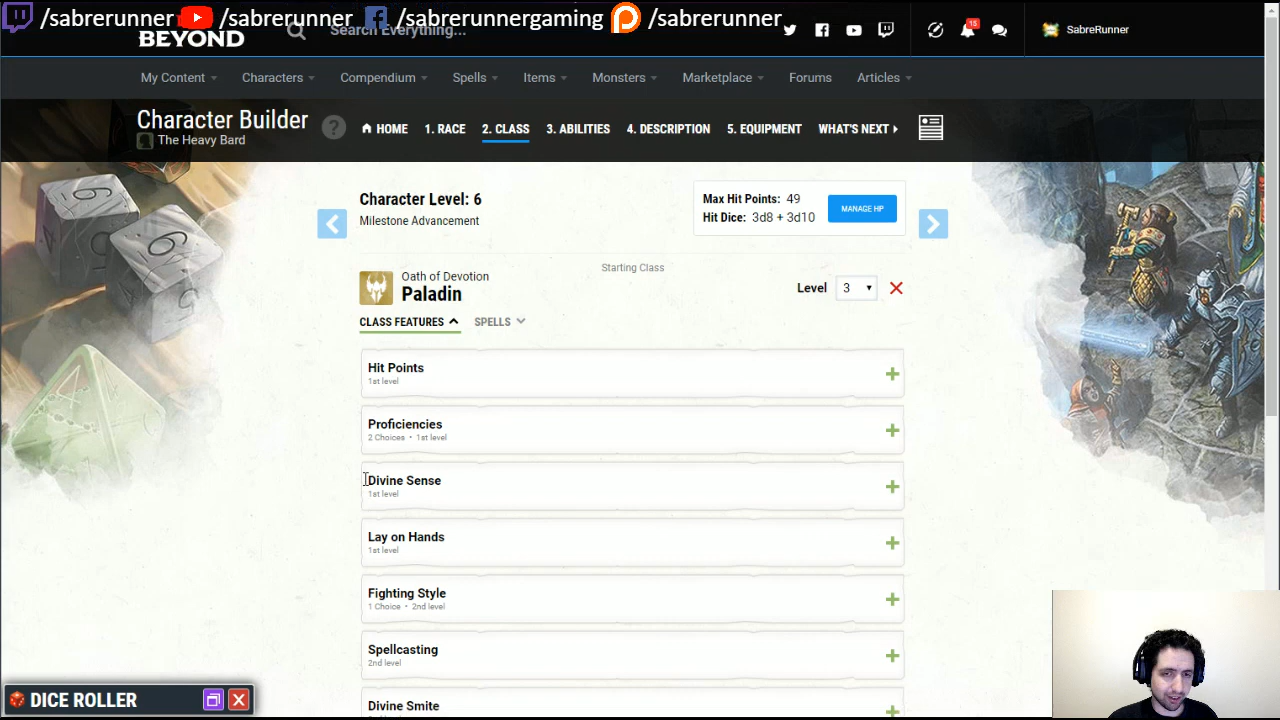 /sabrerunner /sabrerunner /sabrerunnergaming /sabrerunner
BEYOND
Search Everything...
15
SabreRunner
My Content Characters Compendium Spells Items Monsters Marketplace Forums Articles
Character Builder
The Heavy Bard
? HOME 1. RACE 2. CLASS 3. ABILITIES 4. DESCRIPTION 5. EQUIPMENT WHAT'S NEXT
Character Level: 6
Milestone Advancement
Max Hit Points: 49
Hit Dice: 3d8 + 3d10
MANAGE HP
Starting Class
Oath of Devotion
Paladin
Level 3
CLASS FEATURES SPELLS
Hit Points
1st level
Proficiencies
2 Choices • 1st level
Divine Sense
1st level
Lay on Hands
1st level
Fighting Style
1 Choice • 2nd level
Spellcasting
2nd level
Divine Smite
DICE ROLLER